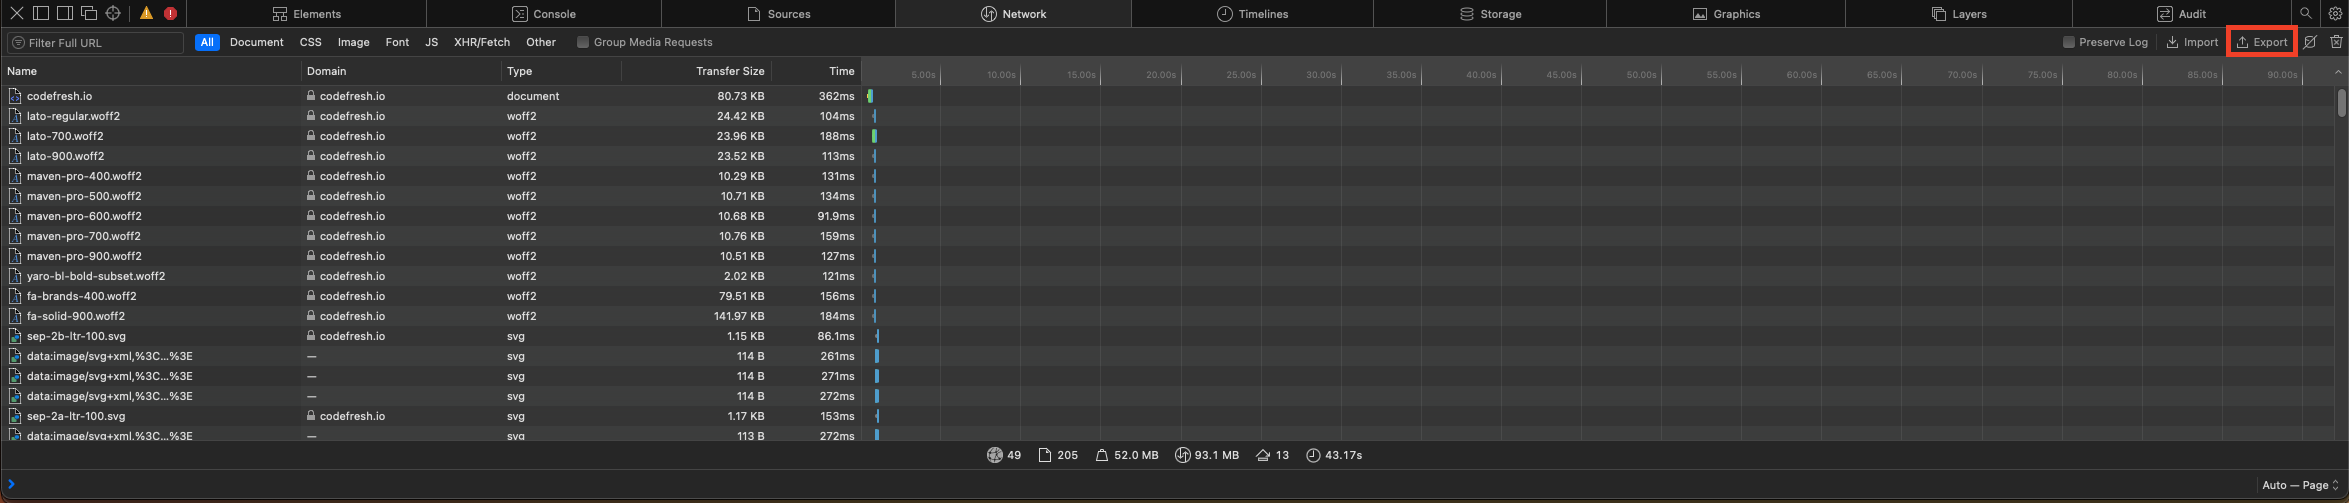 Elements Console Sources Network Timelines Storage Graphics Layers Audit
Filter Full URL All Document CSS Image Font JS XHR/Fetch Other Group Media Requests Preserve Log Import Export
Name Domain Type Transfer Size Time 5.00s 10.00s 15.00s 20.00s 25.00s 30.00s 35.00s 40.00s 45.00s 50.00s 55.00s 60.00s 65.00s 70.00s 75.00s 80.00s 85.00s 90.00s
codefresh.io codefresh.io document 80.73 KB 362ms
lato-regular.woff2 codefresh.io woff2 24.42 KB 104ms
lato-700.woff2 codefresh.io woff2 23.96 KB 188ms
lato-900.woff2 codefresh.io woff2 23.52 KB 113ms
maven-pro-400.woff2 codefresh.io woff2 10.29 KB 131ms
maven-pro-500.woff2 codefresh.io woff2 10.71 KB 134ms
maven-pro-600.woff2 codefresh.io woff2 10.68 KB 91.9ms
maven-pro-700.woff2 codefresh.io woff2 10.76 KB 159ms
maven-pro-900.woff2 codefresh.io woff2 10.51 KB 127ms
yaro-bl-bold-subset.woff2 codefresh.io woff2 2.02 KB 121ms
fa-brands-400.woff2 codefresh.io woff2 79.51 KB 156ms
fa-solid-900.woff2 codefresh.io woff2 141.97 KB 184ms
sep-2b-ltr-100.svg codefresh.io svg 1.15 KB 86.1ms
data:image/svg+xml,%3C...%3E — svg 114 B 261ms
data:image/svg+xml,%3C...%3E — svg 114 B 271ms
data:image/svg+xml,%3C...%3E — svg 114 B 272ms
sep-2a-ltr-100.svg codefresh.io svg 1.17 KB 153ms
data:image/svg+xml,%3C...%3E — svg 113 B 272ms
49 205 52.0 MB 93.1 MB 13 43.17s
Auto — Page